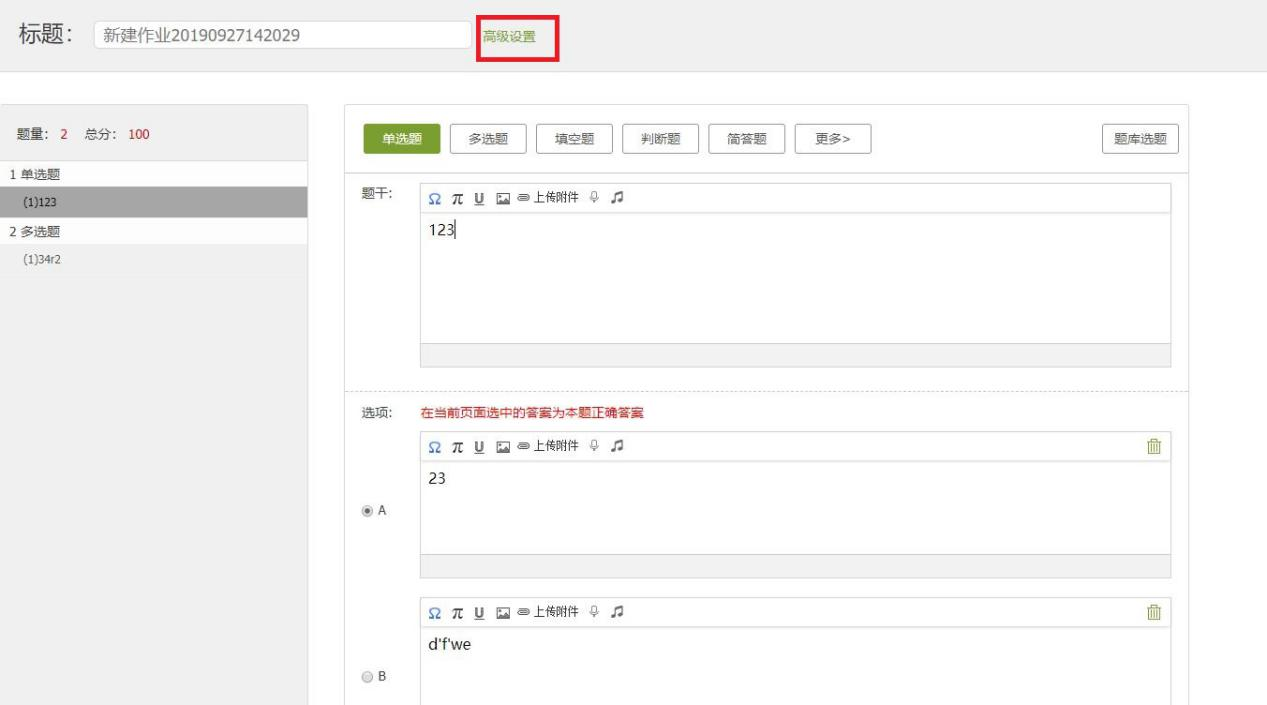 标题： 新建作业20190927142029 高级设置
题量： 2 总分： 100
单选题 多选题 填空题 判断题 简答题 更多> 题库选题
1 单选题
(1)123
2 多选题
(1)34r2
题干:
Ω π U 上传附件
123
选项: 在当前页面选中的答案为本题正确答案
Ω π U 上传附件
23
A
Ω π U 上传附件
d'f'we
B